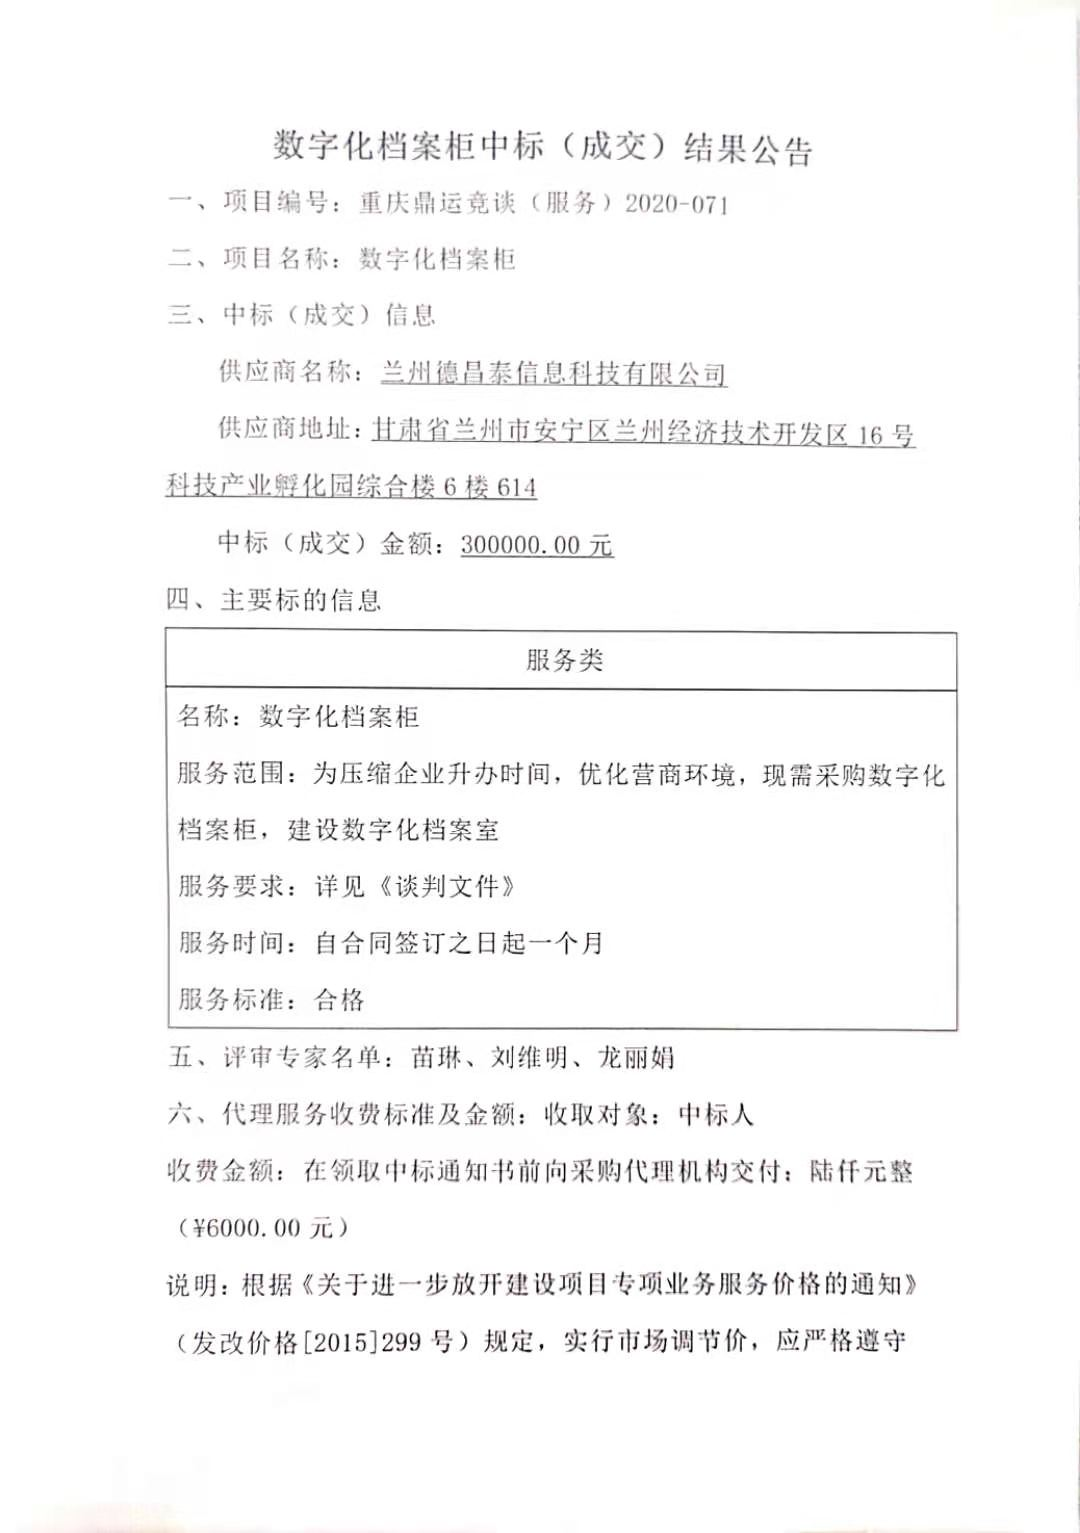 数字化档案柜中标（成交）结果公告
一、项目编号：重庆鼎运竞谈（服务）2020-071
二、项目名称：数字化档案柜
三、中标（成交）信息
供应商名称：兰州德昌泰信息科技有限公司
供应商地址：甘肃省兰州市安宁区兰州经济技术开发区 16 号
科技产业孵化园综合楼 6 楼 614
中标（成交）金额：300000.00 元
四、主要标的信息
服务类
名称：数字化档案柜
服务范围：为压缩企业升办时间，优化营商环境，现需采购数字化
档案柜，建设数字化档案室
服务要求：详见《谈判文件》
服务时间：自合同签订之日起一个月
服务标准：合格
五、评审专家名单：苗琳、刘维明、龙丽娟
六、代理服务收费标准及金额：收取对象：中标人
收费金额：在领取中标通知书前向采购代理机构交付：陆仟元整
（¥6000.00 元）
说明：根据《关于进一步放开建设项目专项业务服务价格的通知》
（发改价格[2015]299 号）规定，实行市场调节价，应严格遵守